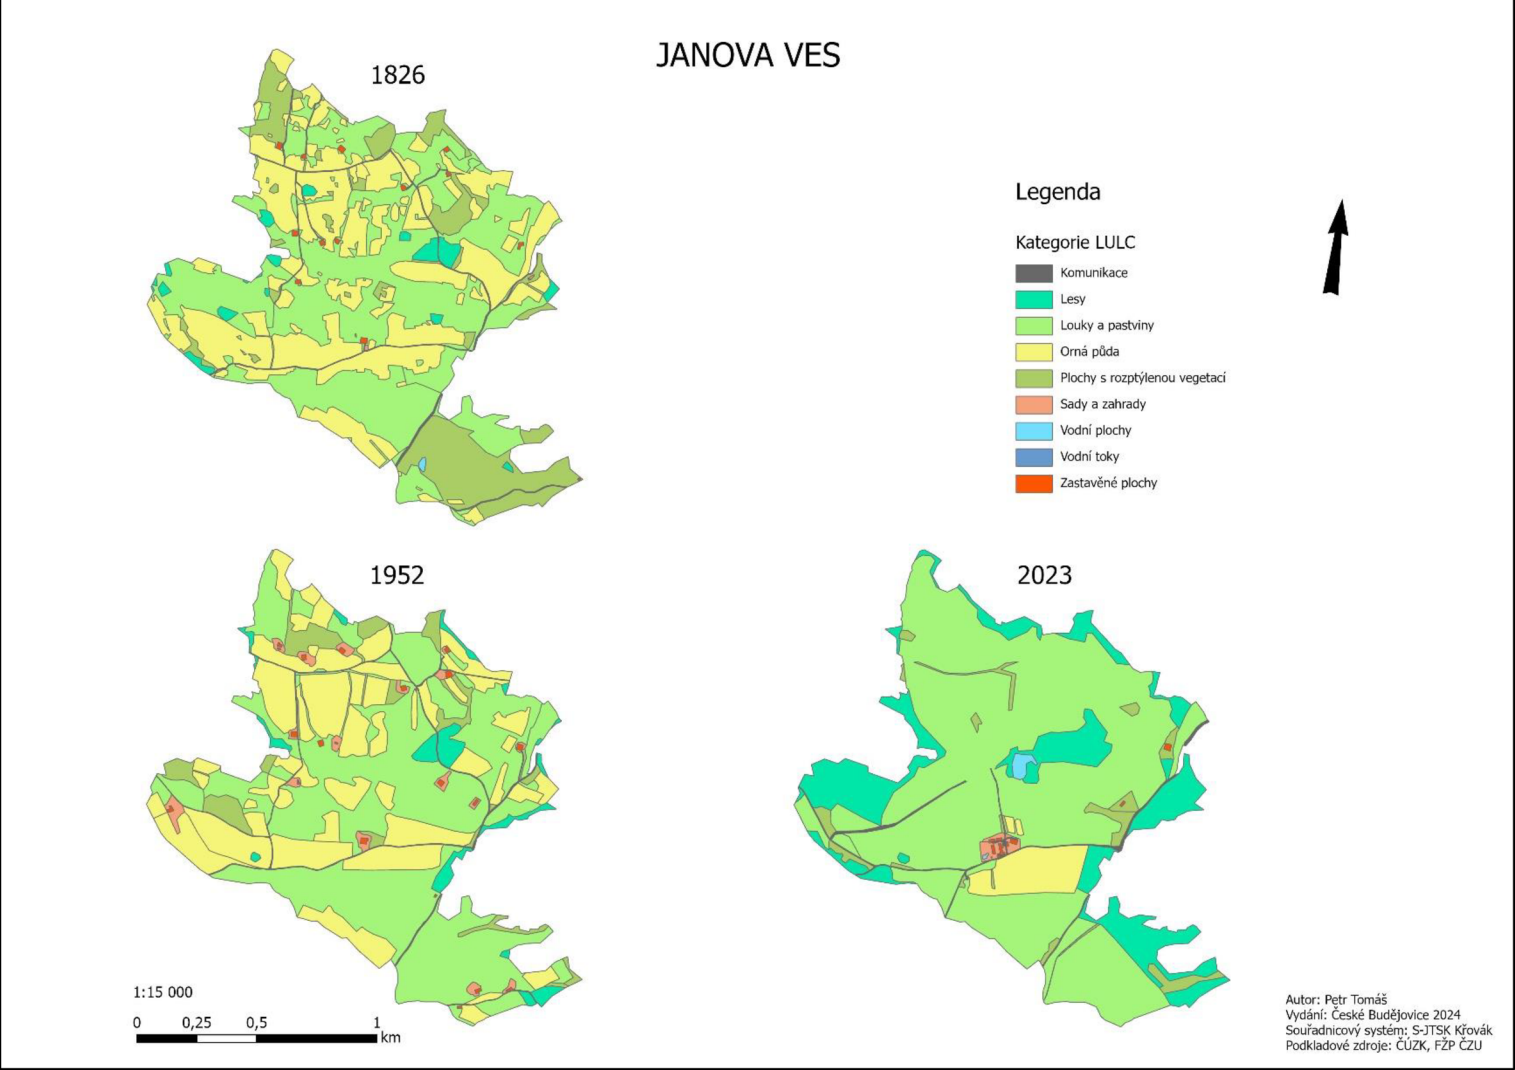 JANOVA VES
1826
Legenda
Kategorie LULC
Komunikace
Lesy
Louky a pastviny
Orná půda
Plochy s rozptýlenou vegetací
Sady a zahrady
Vodní plochy
Vodní toky
Zastavěné plochy
1952
2023
1:15 000
0 0,25 0,5 1
km
Autor: Petr Tomáš
Vydání: České Budějovice 2024
Souřadnicový systém: S-JTSK Křovák
Podkladové zdroje: ČÚZK, FŽP ČZU